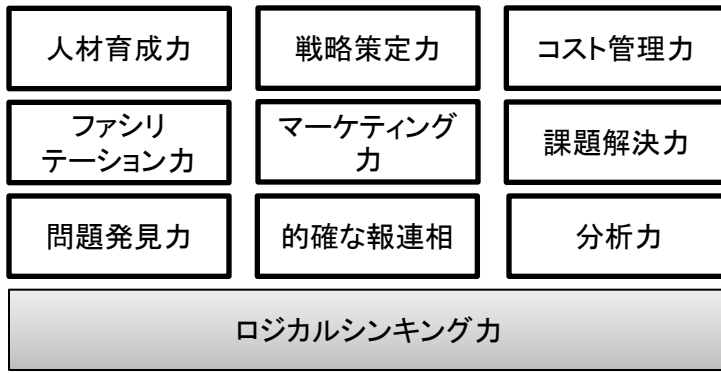 人材育成力
戦略策定力
コスト管理力
ファシリ
テーション力
マーケティング
力
課題解決力
問題発見力
的確な報連相
分析力
ロジカルシンキング力